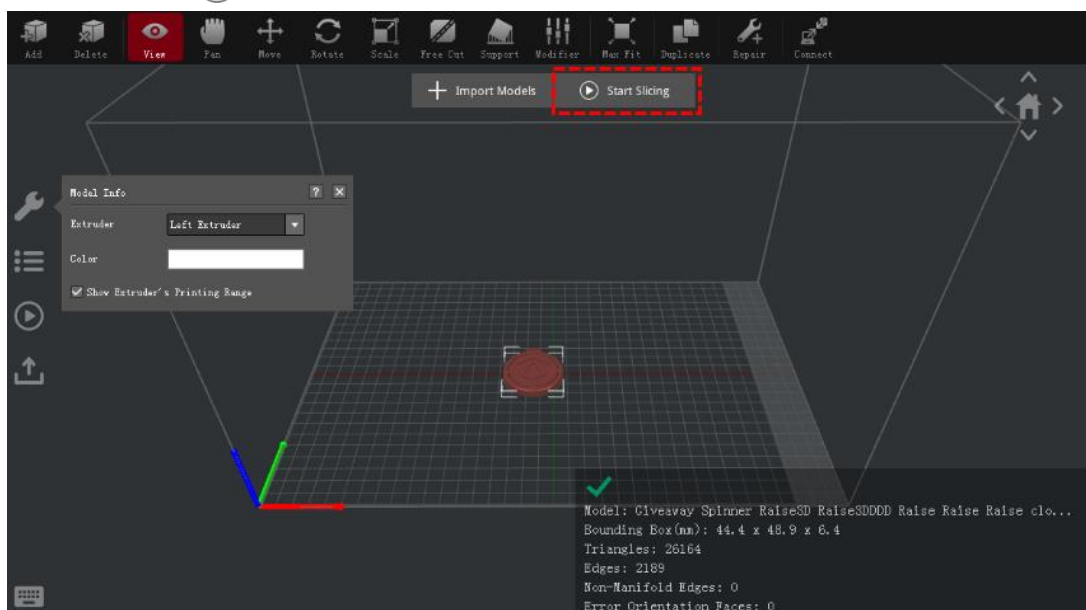 Add Delete View Pan Move Rotate Scale Free Cut Support Modifier Max Fit Duplicate Repair Connect
Import Models Start Slicing
Model Info ?
Extruder Left Extruder
Color
Show Extruder's Printing Range
Model: Giveaway Spinner Raise3D Raise3DDDD Raise Raise Raise clo...
Bounding Box(mm): 44.4 x 48.9 x 6.4
Triangles: 26164
Edges: 2189
Non-Manifold Edges: 0
Error Orientation Faces: 0